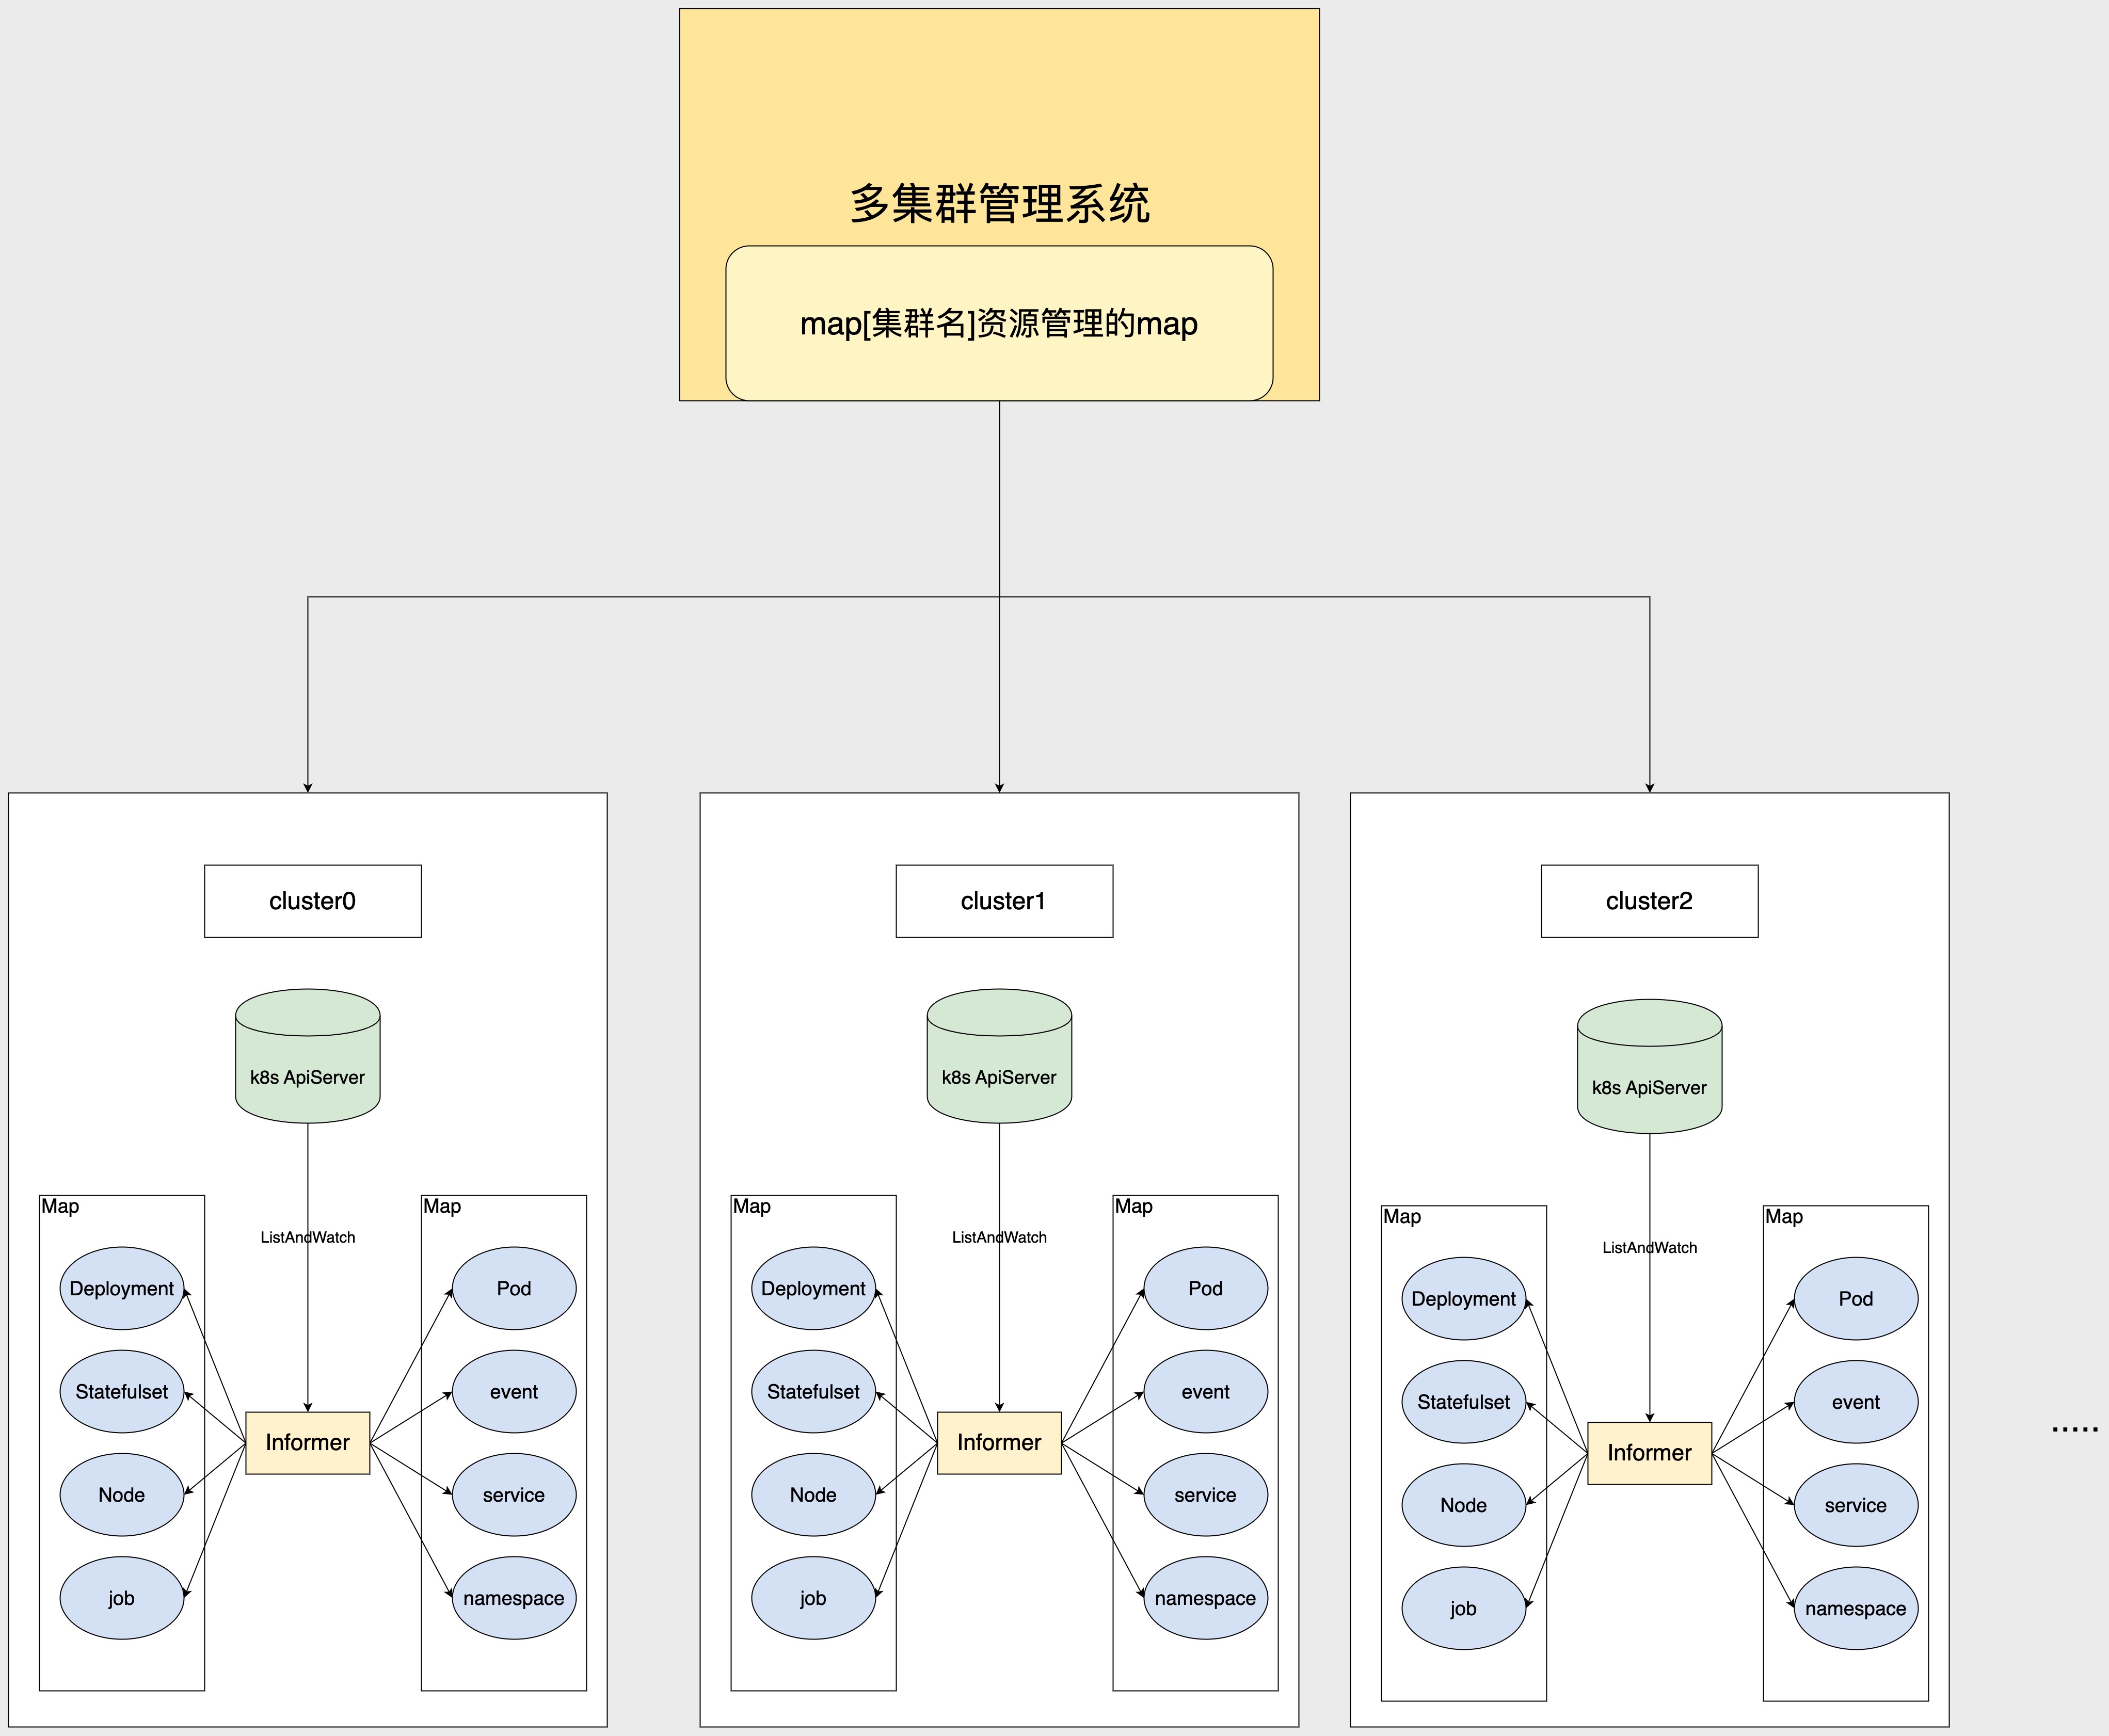 多集群管理系统
map[集群名]资源管理的map
cluster0
k8s ApiServer
ListAndWatch
Map
Deployment
Statefulset
Node
job
Informer
Map
Pod
event
service
namespace
cluster1
k8s ApiServer
ListAndWatch
Map
Deployment
Statefulset
Node
job
Informer
Map
Pod
event
service
namespace
cluster2
k8s ApiServer
ListAndWatch
Map
Deployment
Statefulset
Node
job
Informer
Map
Pod
event
service
namespace
.....